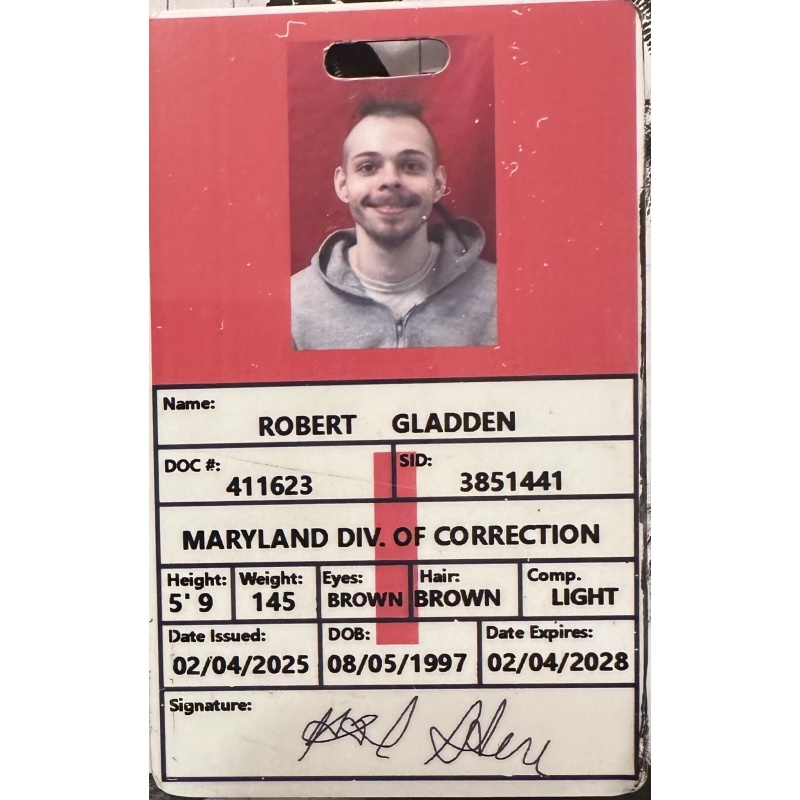 Name:
ROBERT GLADDEN
DOC #: SID:
411623 3851441
MARYLAND DIV. OF CORRECTION
Height: Weight: Eyes: Hair: Comp.
5' 9 145 BROWN BROWN LIGHT
Date Issued: DOB: Date Expires:
02/04/2025 08/05/1997 02/04/2028
Signature: